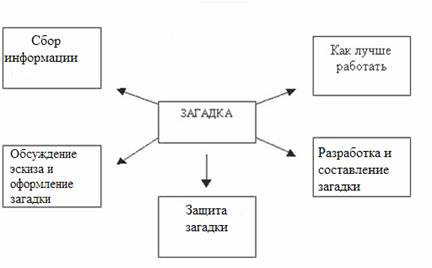 Сбор
информации
Как лучше
работать
ЗАГАДКА
Обсуждение
эскиза и
оформление
загадки
Разработка и
составление
загадки
Защита
загадки